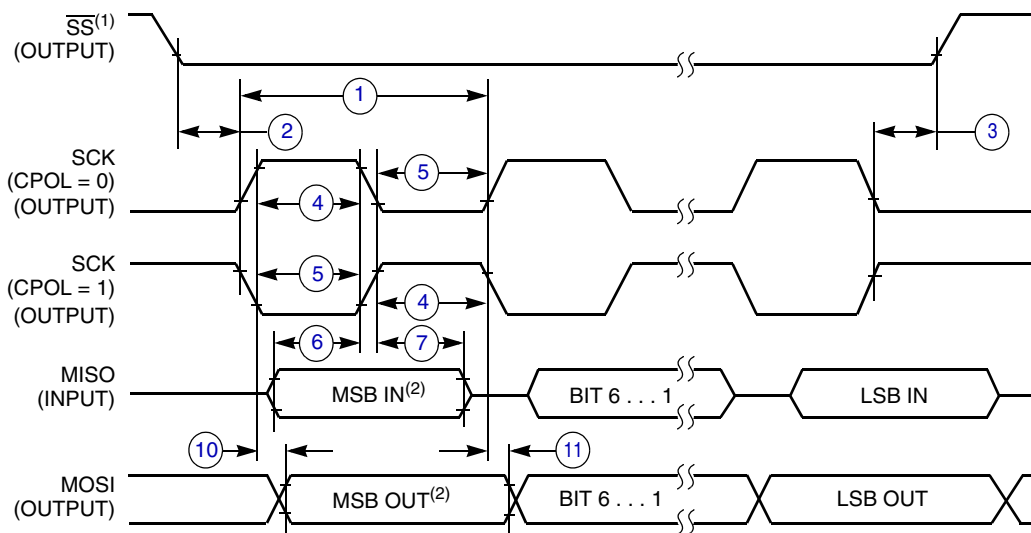 SS(1)
(OUTPUT)
1
2
3
SCK
(CPOL = 0)
(OUTPUT)
5
4
SCK
(CPOL = 1)
(OUTPUT)
5
4
6
7
MISO
(INPUT)
MSB IN(2)
BIT 6 . . . 1
LSB IN
10
11
MOSI
(OUTPUT)
MSB OUT(2)
BIT 6 . . . 1
LSB OUT